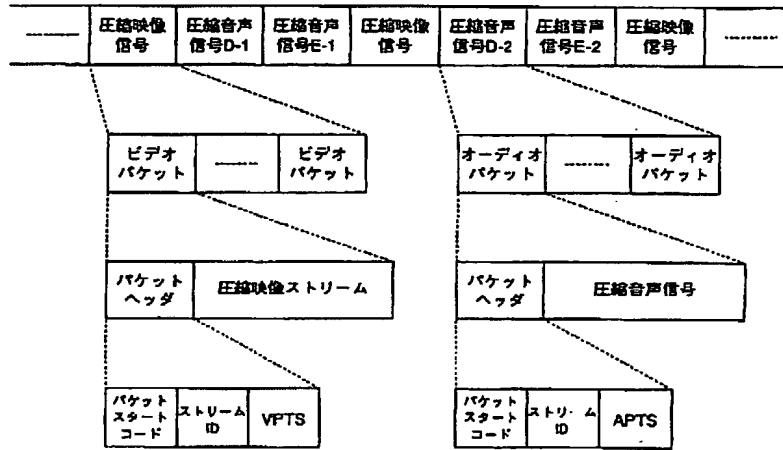 圧縮映像 圧縮音声 圧縮音声 圧縮映像 圧縮音声 圧縮音声 圧縮映像
信号 信号D-1 信号E-1 信号 信号D-2 信号E-2 信号
ビデオ ビデオ オーディオ オーディオ
パケット パケット パケット パケット
パケット 圧縮映像ストリーム パケット 圧縮音声信号
ヘッダ ヘッダ
パケット パケット
スタート ストリーム VPTS スタート ストリーム APTS
コード ID コード ID